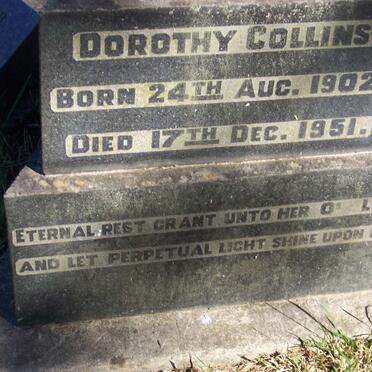 DOROTHY COLLINS
BORN 24TH AUG. 1902
DIED 17TH DEC. 1951.
ETERNAL REST GRANT UNTO HER
AND LET PERPETUAL LIGHT SHINE UPON